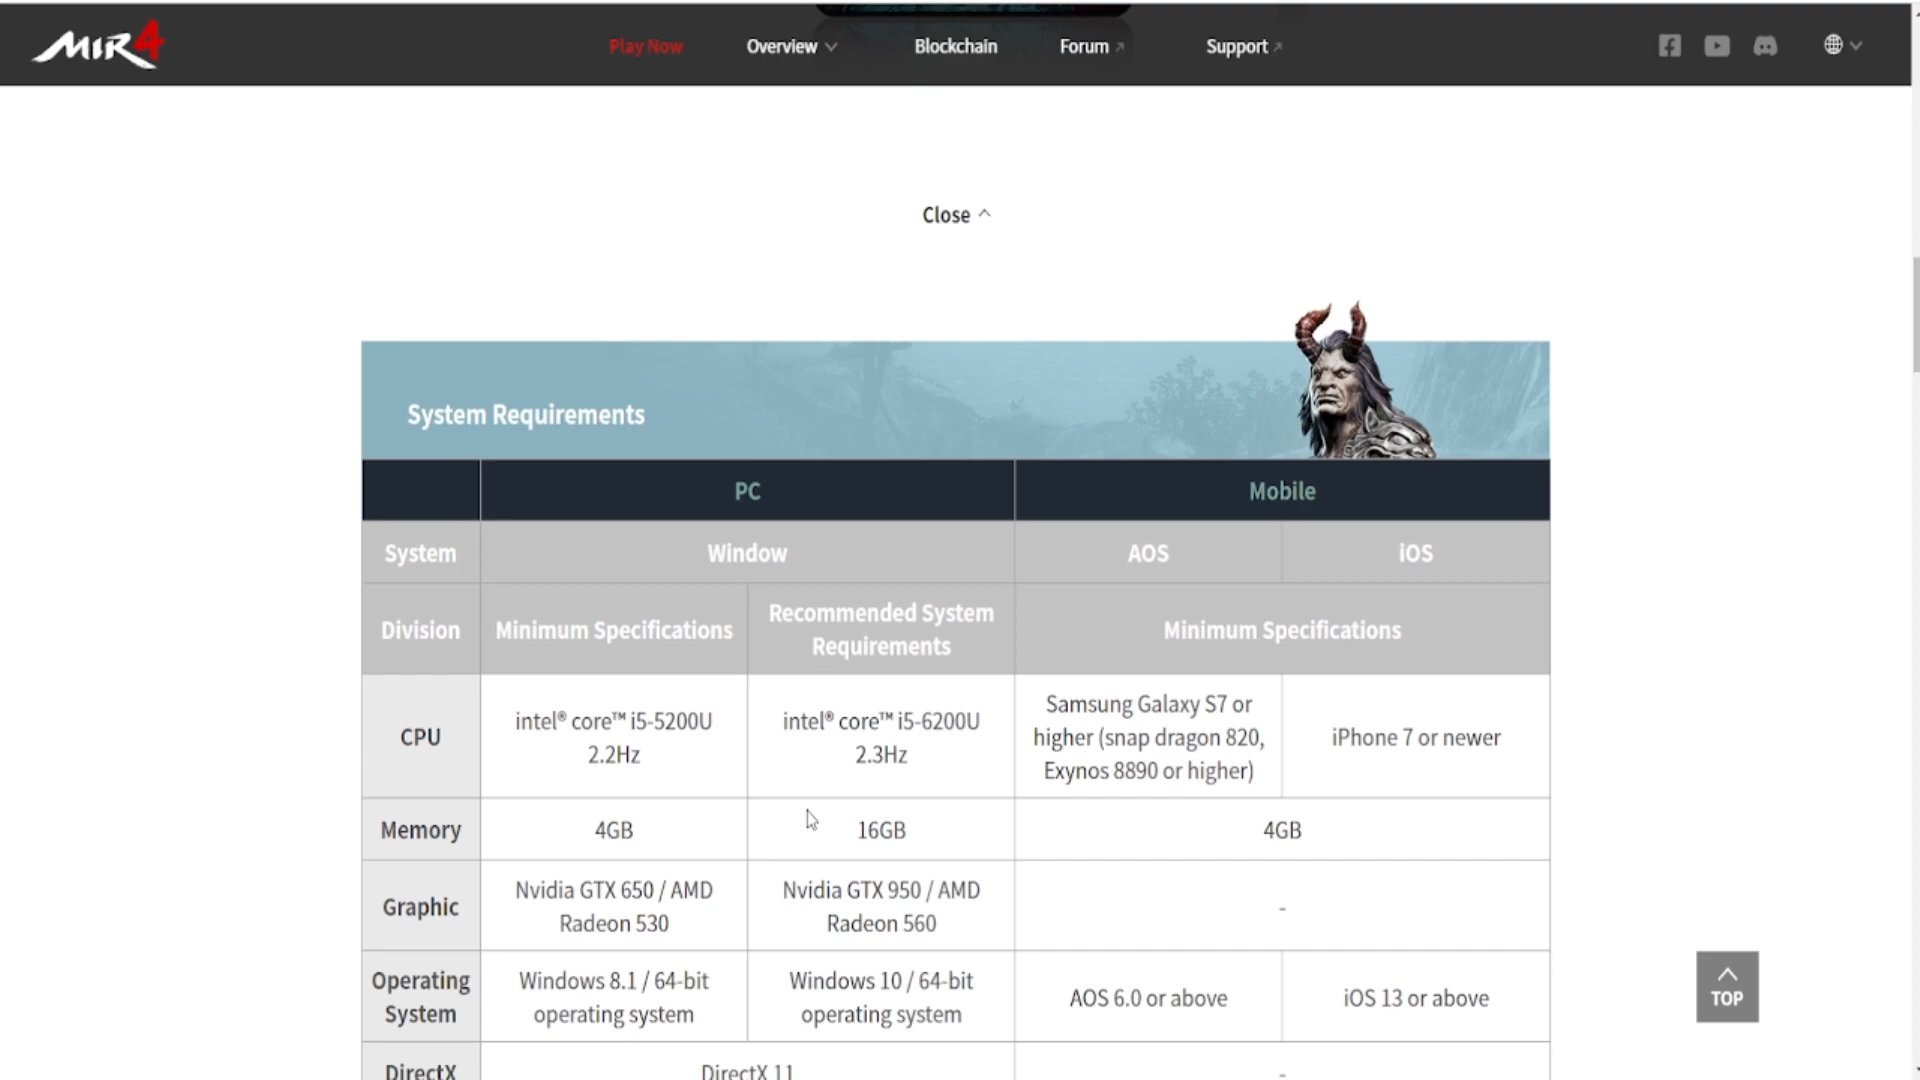 MIR4
Play Now
Overview
Blockchain
Forum
Support
Close
System Requirements
PC
Mobile
System
Window
AOS
iOS
Division
Minimum Specifications
Recommended System
Requirements
Minimum Specifications
CPU
intel® core™ i5-5200U
2.2Hz
intel® core™ i5-6200U
2.3Hz
Samsung Galaxy S7 or
higher (snap dragon 820,
Exynos 8890 or higher)
iPhone 7 or newer
Memory
4GB
16GB
4GB
Graphic
Nvidia GTX 650 / AMD
Radeon 530
Nvidia GTX 950 / AMD
Radeon 560
-
Operating
System
Windows 8.1 / 64-bit
operating system
Windows 10 / 64-bit
operating system
AOS 6.0 or above
iOS 13 or above
TOP
DirectX
DirectX 11
-